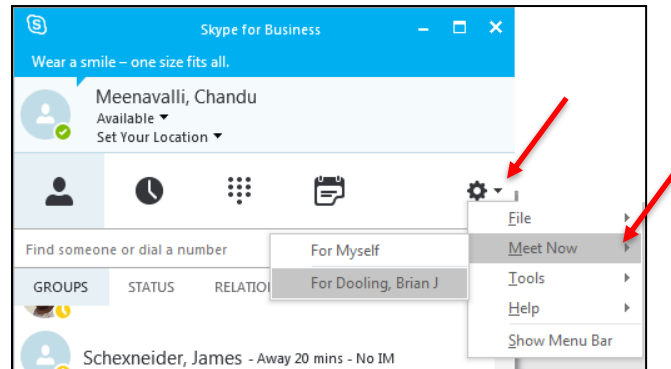 Skype for Business
Wear a smile – one size fits all.
Meenavalli, Chandu
Available
Set Your Location
File
Find someone or dial a number
For Myself
Meet Now
GROUPS
STATUS
RELATIO
For Dooling, Brian J
Tools
Help
Show Menu Bar
Schexneider, James - Away 20 mins - No IM